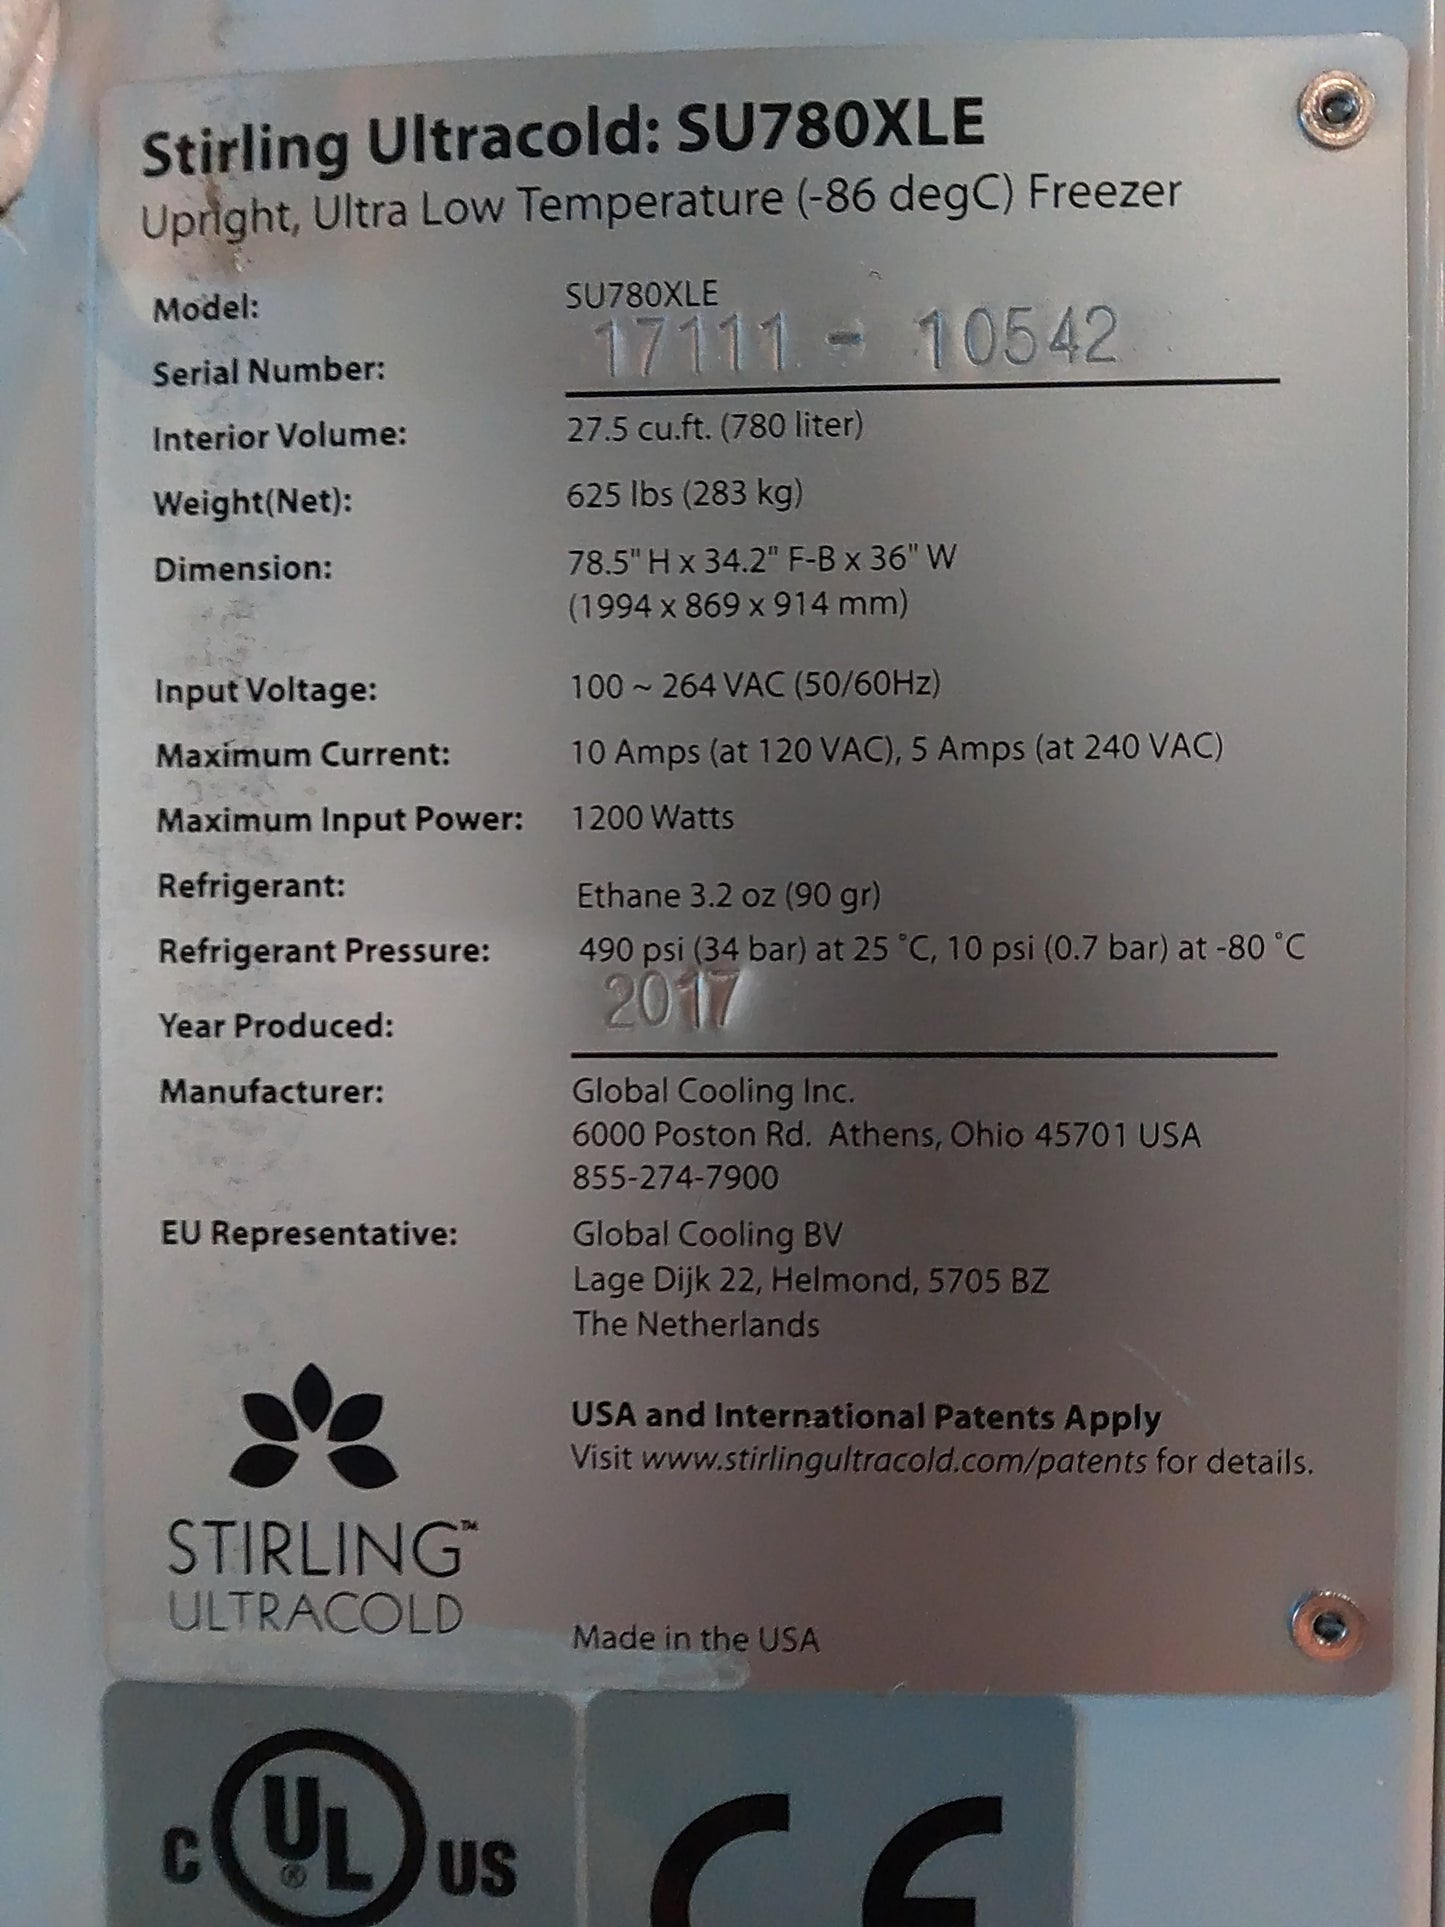 Stirling Ultracold: SU780XLE
Upright, Ultra Low Temperature (-86 degC) Freezer
Model: SU780XLE
Serial Number: 17111 - 10542
Interior Volume: 27.5 cu.ft. (780 liter)
Weight(Net): 625 lbs (283 kg)
Dimension: 78.5" H x 34.2" F-B x 36" W
(1994 x 869 x 914 mm)
Input Voltage: 100 ~ 264 VAC (50/60Hz)
Maximum Current: 10 Amps (at 120 VAC), 5 Amps (at 240 VAC)
Maximum Input Power: 1200 Watts
Refrigerant: Ethane 3.2 oz (90 gr)
Refrigerant Pressure: 490 psi (34 bar) at 25 °C, 10 psi (0.7 bar) at -80 °C
Year Produced: 2017
Manufacturer: Global Cooling Inc.
6000 Poston Rd. Athens, Ohio 45701 USA
855-274-7900
EU Representative: Global Cooling BV
Lage Dijk 22, Helmond, 5705 BZ
The Netherlands
USA and International Patents Apply
Visit www.stirlingultracold.com/patents for details.
STIRLING™
ULTRACOLD
Made in the USA
C UL® US
CE